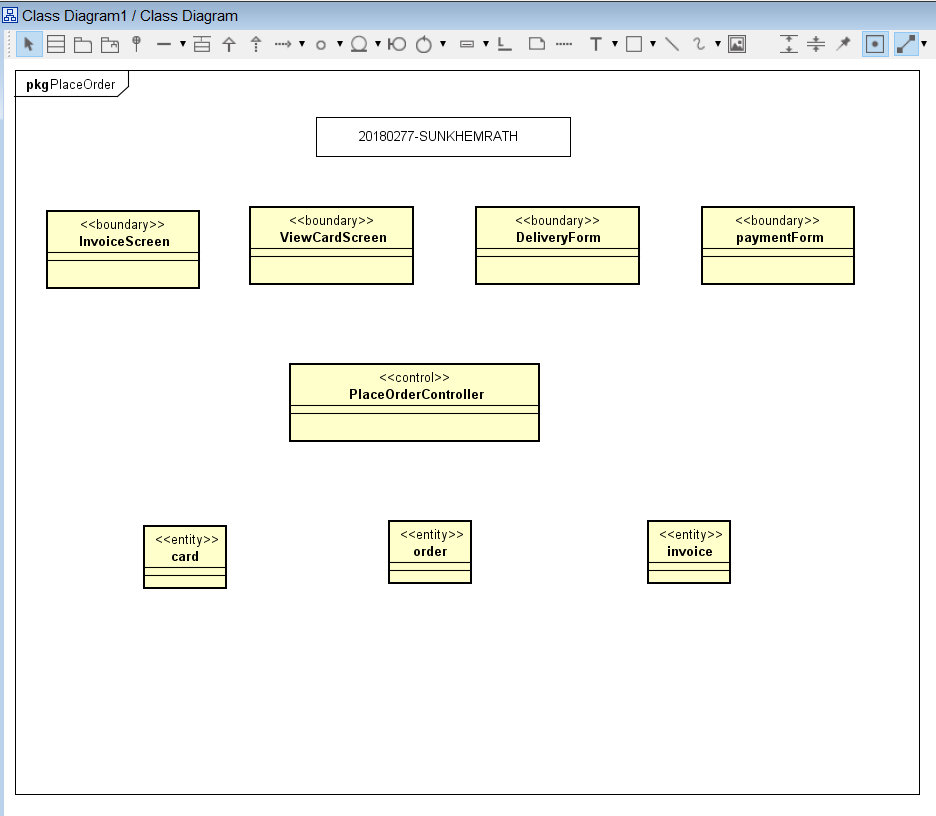 Class Diagram1 / Class Diagram
pkg PlaceOrder
20180277-SUNKHEMRATH
<<boundary>>
InvoiceScreen
<<boundary>>
ViewCardScreen
<<boundary>>
DeliveryForm
<<boundary>>
paymentForm
<<control>>
PlaceOrderController
<<entity>>
card
<<entity>>
order
<<entity>>
invoice